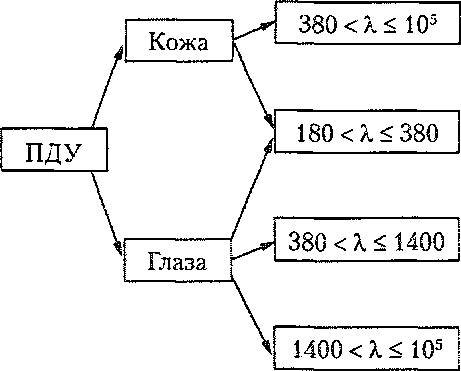 380 < λ ≤ 10⁵
Кожа
180 < λ ≤ 380
ПДУ
380 < λ ≤ 1400
Глаза
1400 < λ ≤ 10⁵